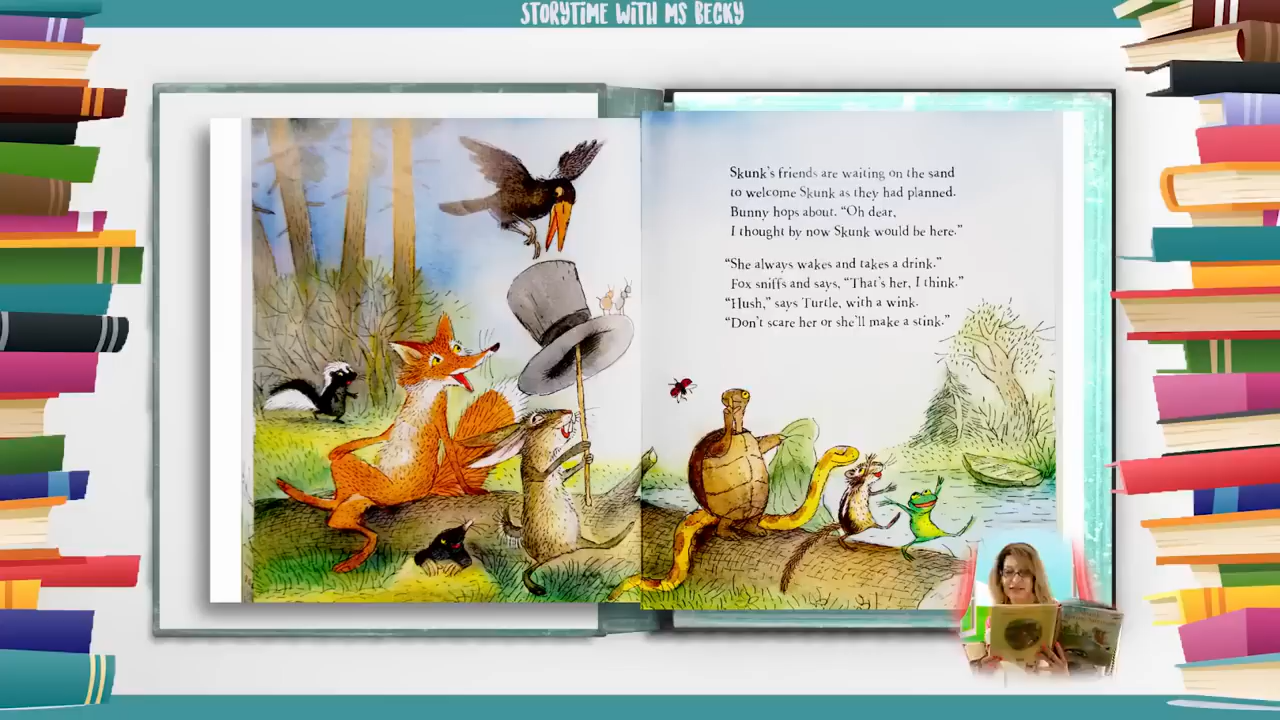 STORYTIME WITH MS BECKY
Skunk's friends are waiting on the sand
to welcome Skunk as they had planned.
Bunny hops about. “Oh dear,
I thought by now Skunk would be here.”
“She always wakes and takes a drink.”
Fox sniffs and says, “That's her, I think.”
“Hush,” says Turtle, with a wink.
“Don't scare her or she'll make a stink.”